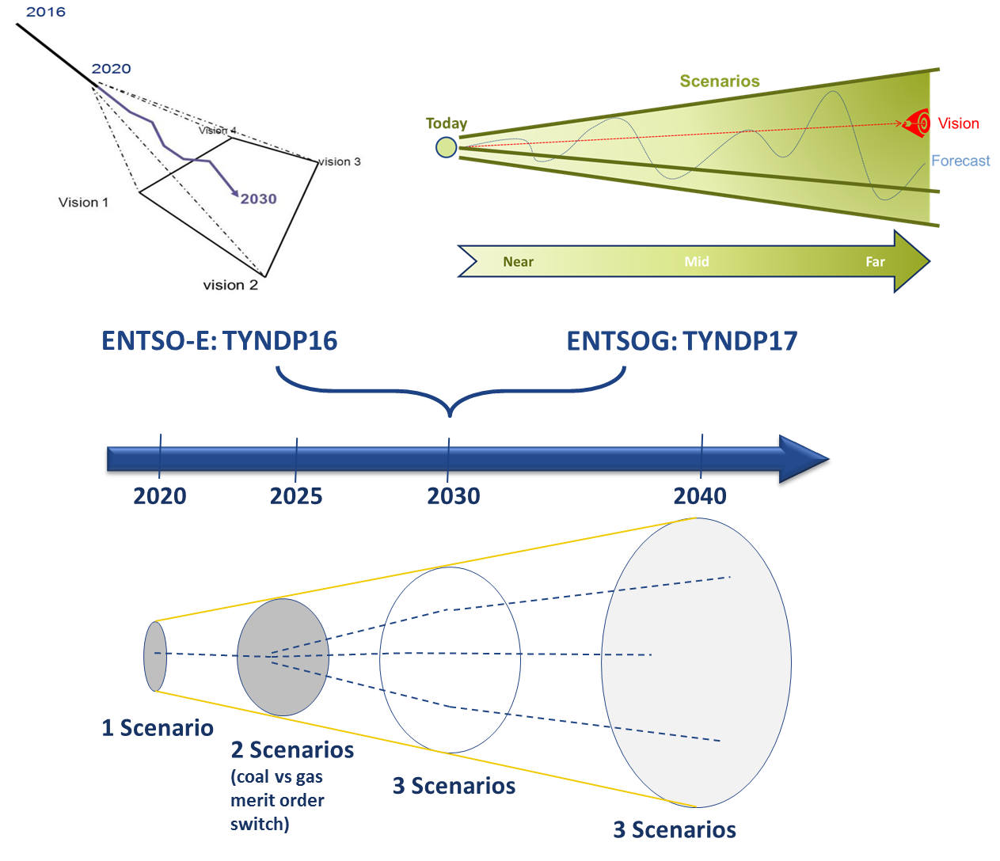 2016
2020
Vision 4
vision 3
Vision 1
2030
vision 2
Scenarios
Today
Vision
Forecast
Near Mid Far
ENTSO-E: TYNDP16
ENTSOG: TYNDP17
2020 2025 2030 2040
1 Scenario
2 Scenarios
(coal vs gas
merit order
switch)
3 Scenarios
3 Scenarios